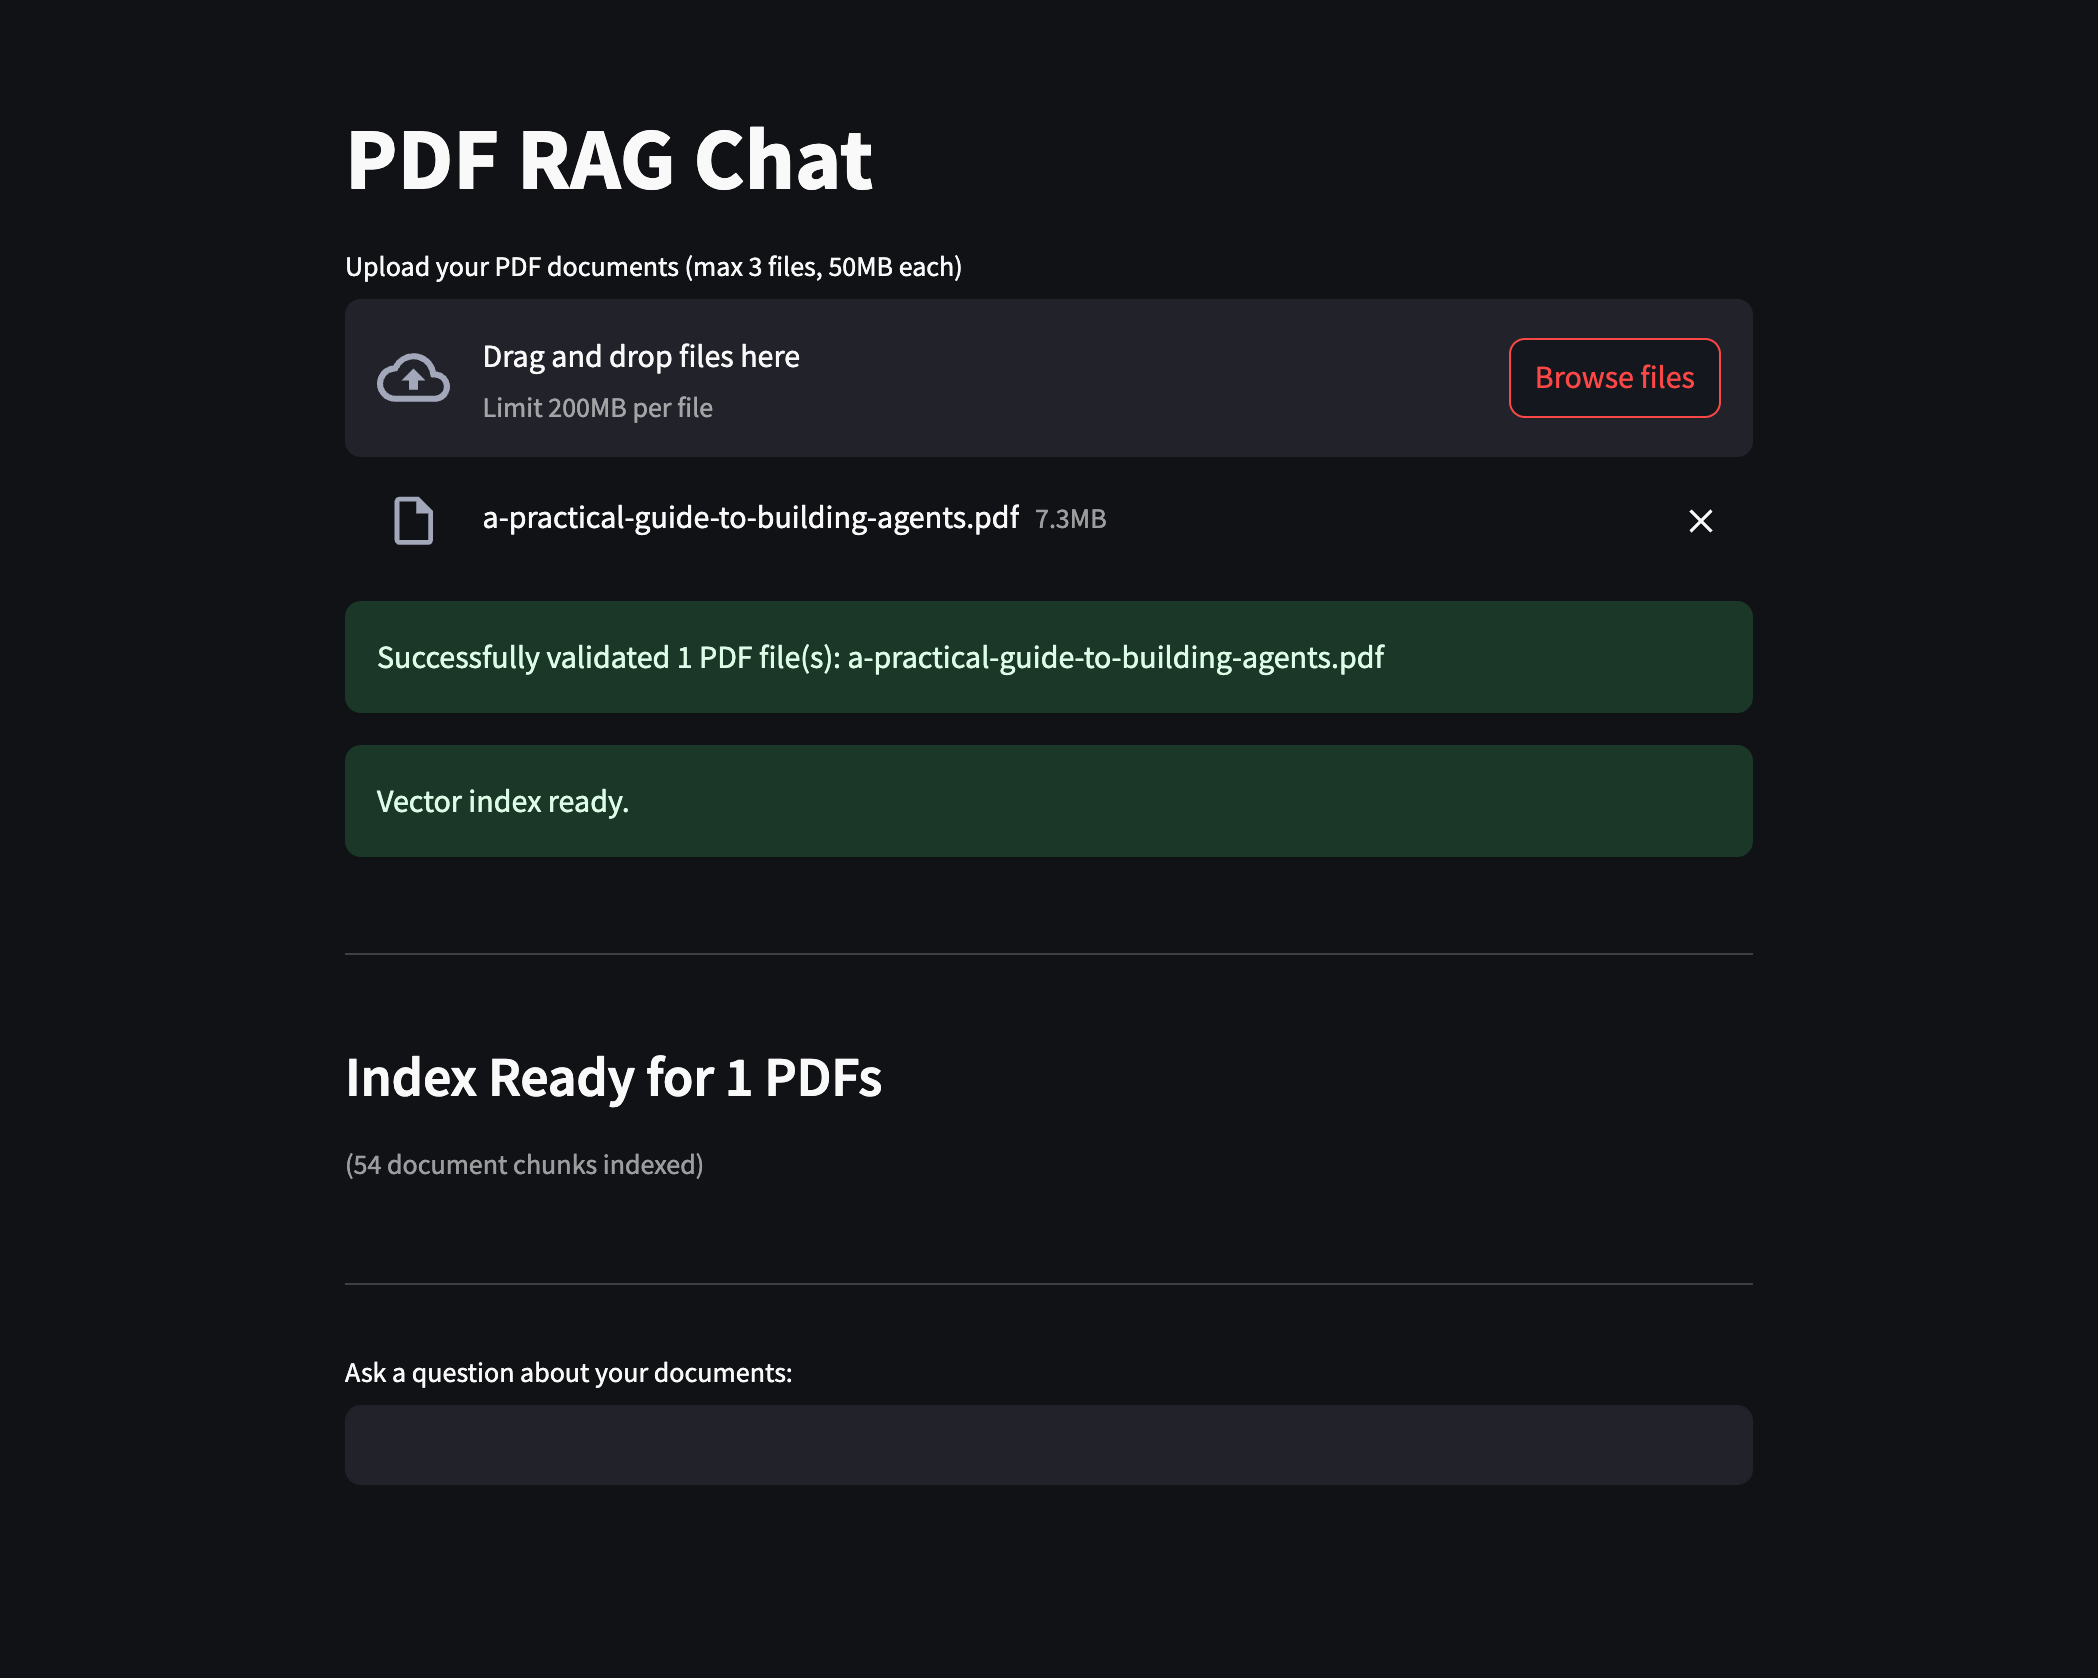 PDF RAG Chat
Upload your PDF documents (max 3 files, 50MB each)
Drag and drop files here
Limit 200MB per file
Browse files
a-practical-guide-to-building-agents.pdf 7.3MB
Successfully validated 1 PDF file(s): a-practical-guide-to-building-agents.pdf
Vector index ready.
Index Ready for 1 PDFs
(54 document chunks indexed)
Ask a question about your documents: